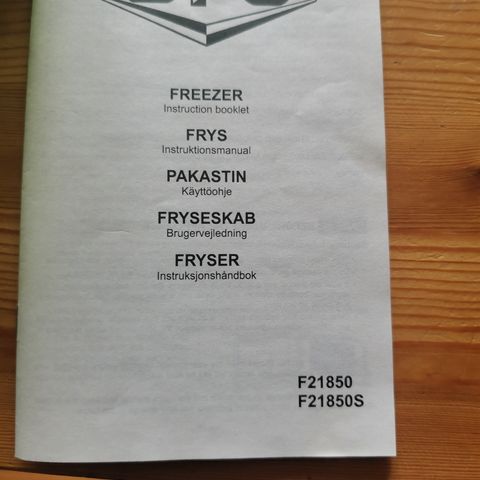 FREEZER
Instruction booklet
FRYS
Instruktionsmanual
PAKASTIN
Käyttöohje
FRYSESKAB
Brugervejledning
FRYSER
Instruksjonshåndbok
F21850
F21850S